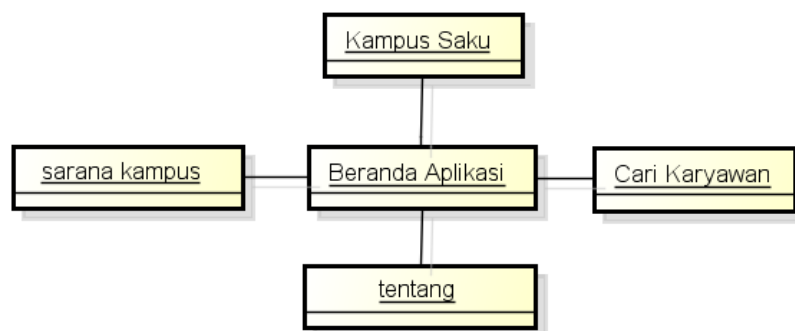 Kampus Saku
sarana kampus
Beranda Aplikasi
Cari Karyawan
tentang